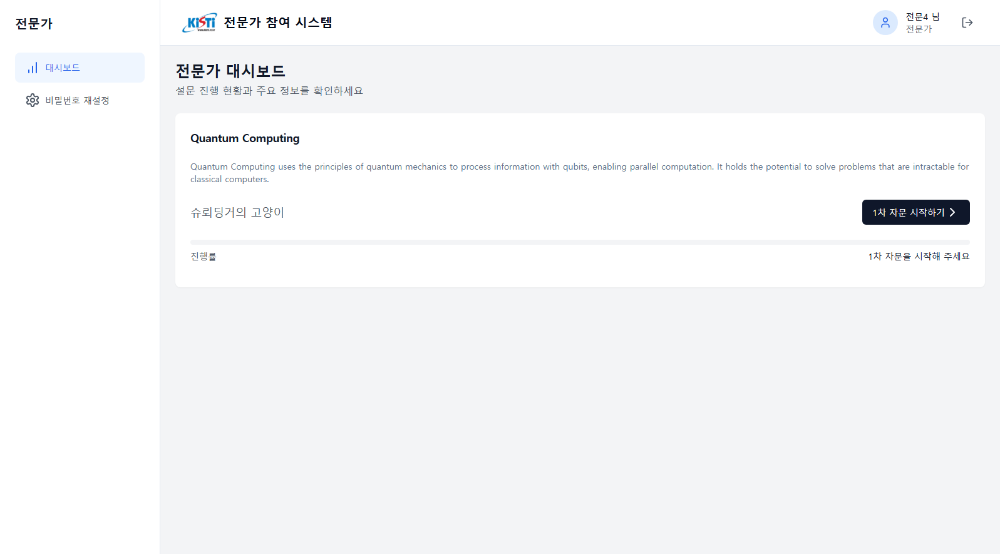 전문가
대시보드
비밀번호 재설정
KiSTi
www.kisti.re.kr
전문가 참여 시스템
전문4 님
전문가
전문가 대시보드
설문 진행 현황과 주요 정보를 확인하세요
Quantum Computing
Quantum Computing uses the principles of quantum mechanics to process information with qubits, enabling parallel computation. It holds the potential to solve problems that are intractable for
classical computers.
슈뢰딩거의 고양이
1차 자문 시작하기
진행률
1차 자문을 시작해 주세요